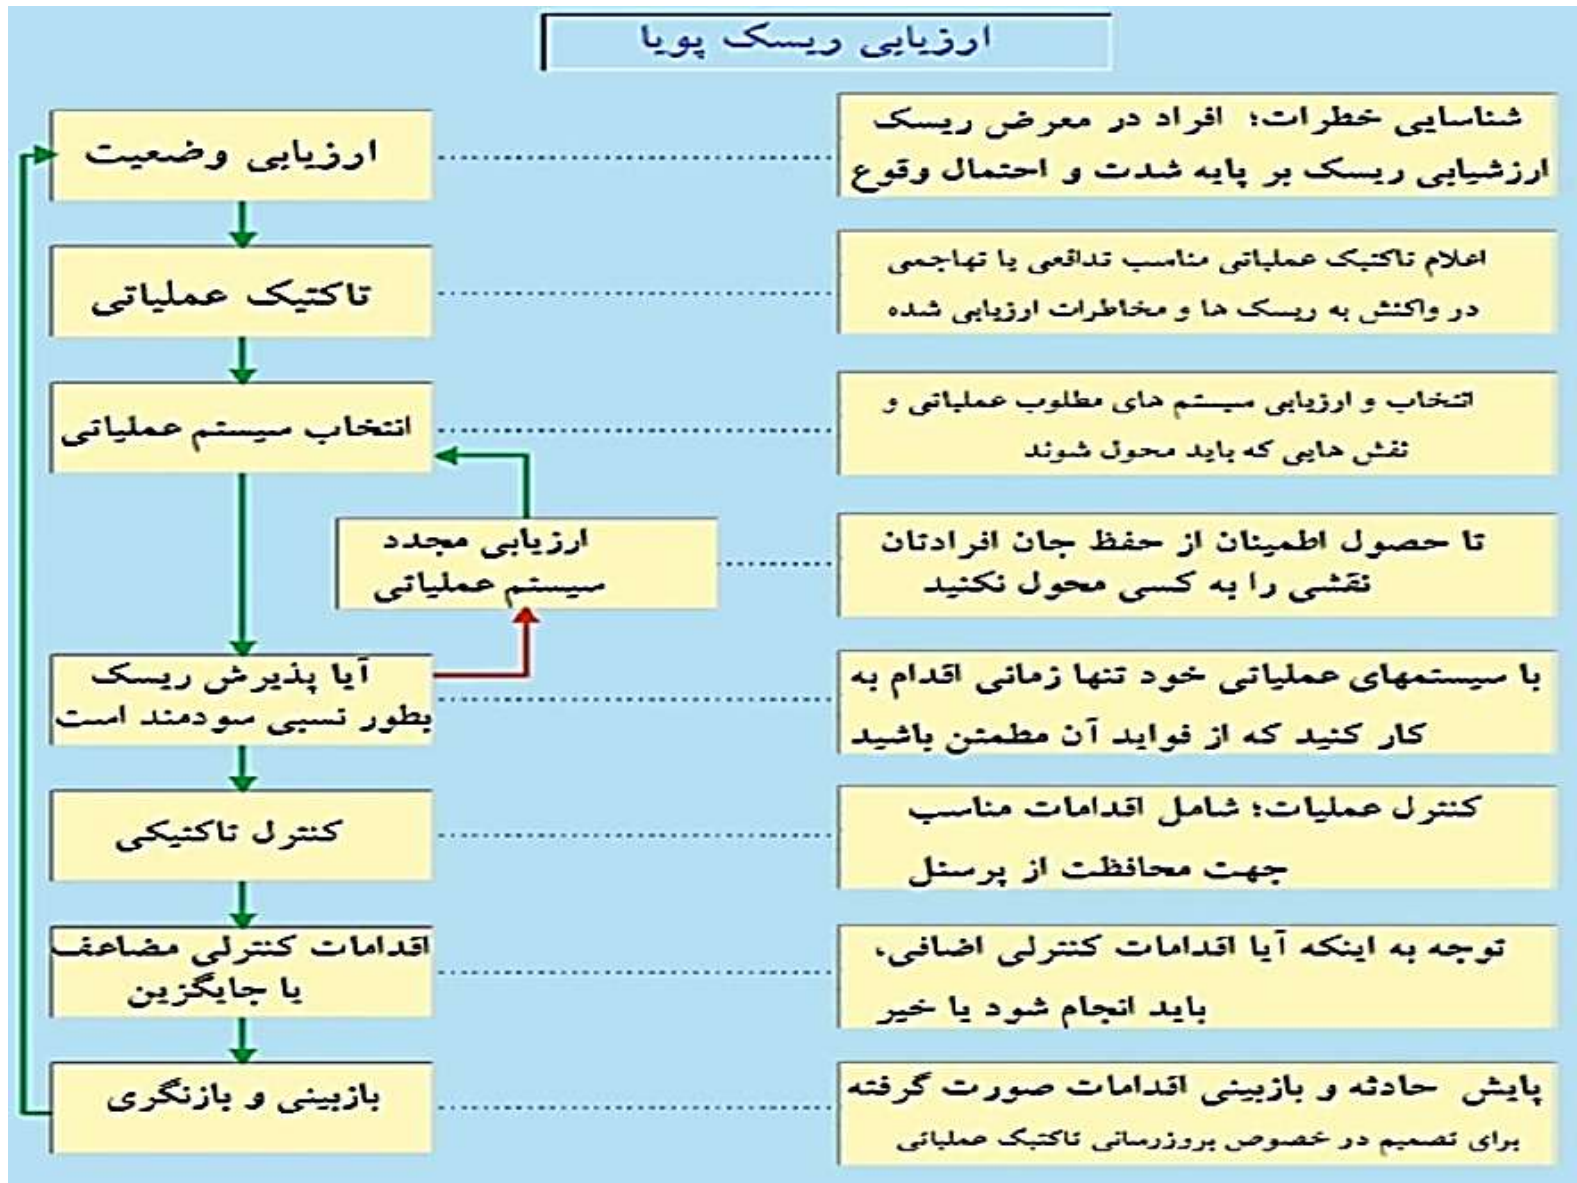 ارزیابی ریسک پویا
ارزیابی وضعیت
شناسایی خطرات؛ افراد در معرض ریسک
ارزشیابی ریسک بر پایه شدت و احتمال وقوع
تاکتیک عملیاتی
اعلام تاکتیک عملیاتی مناسب تدافعی یا تهاجمی
در واکنش به ریسک ها و مخاطرات ارزیابی شده
انتخاب سیستم عملیاتی
انتخاب و ارزیابی سیستم های مطلوب عملیاتی و
نقش هایی که باید محول شوند
ارزیابی مجدد
سیستم عملیاتی
تا حصول اطمینان از حفظ جان افرادتان
نقشی را به کسی محول نکنید
آیا پذیرش ریسک
بطور نسبی سودمند است
با سیستمهای عملیاتی خود تنها زمانی اقدام به
کار کنید که از فواید آن مطمئن باشید
کنترل تاکتیکی
کنترل عملیات؛ شامل اقدامات مناسب
جهت محافظت از پرسنل
اقدامات کنترلی مضاعف
یا جایگزین
توجه به اینکه آیا اقدامات کنترلی اضافی،
باید انجام شود یا خیر
بازبینی و بازنگری
پایش حادثه و بازبینی اقدامات صورت گرفته
برای تصمیم در خصوص بروزرسانی تاکتیک عملیاتی